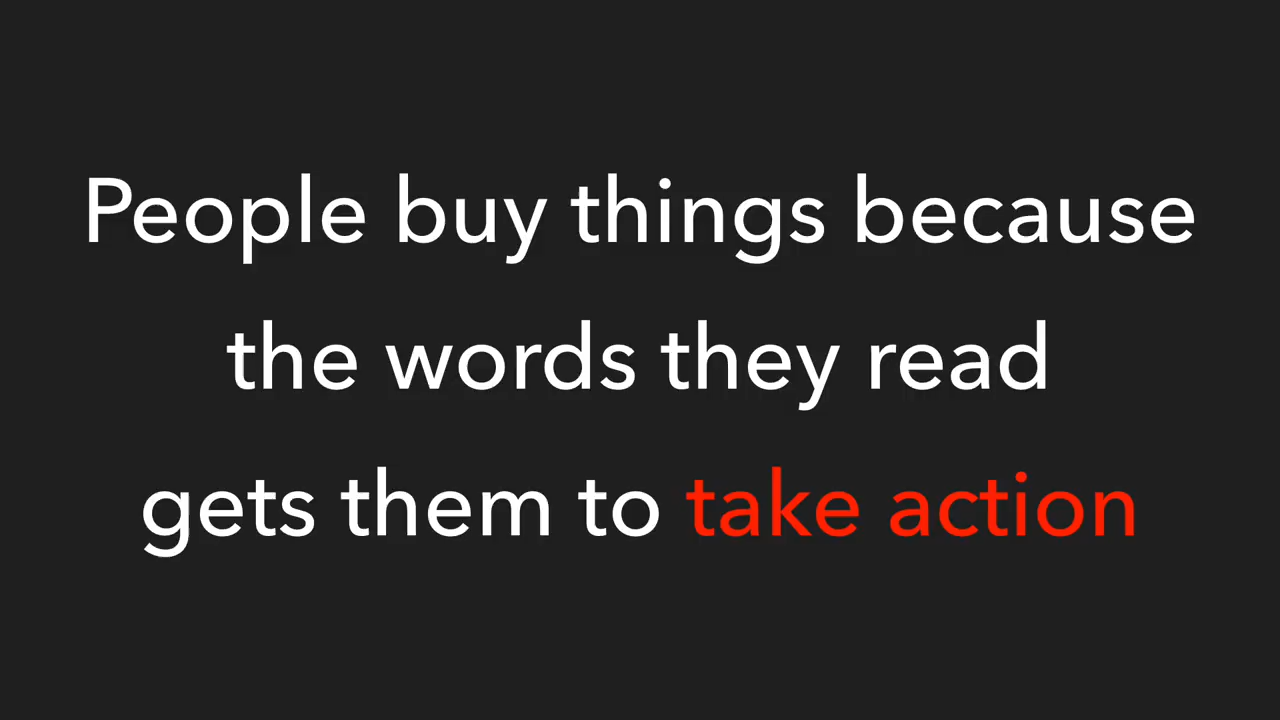 People buy things because
the words they read
gets them to take action